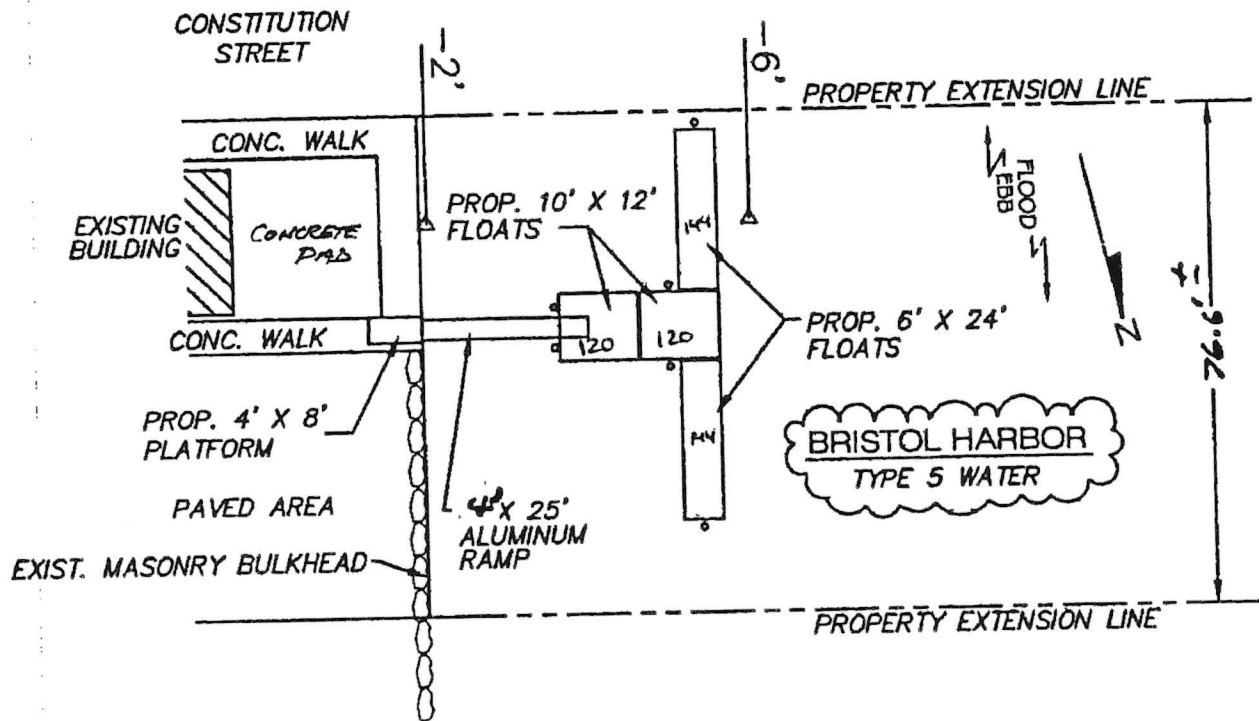 CONSTITUTION
STREET
-2'
-6'
PROPERTY EXTENSION LINE
CONC. WALK
EXISTING
BUILDING
CONCRETE
PAD
PROP. 10' X 12'
FLOATS
FLOOD
EBB
N
76.6' ±
144
120
120
PROP. 6' X 24'
FLOATS
CONC. WALK
PROP. 4' X 8'
PLATFORM
144
BRISTOL HARBOR
TYPE 5 WATER
PAVED AREA
4' X 25'
ALUMINUM
RAMP
EXIST. MASONRY BULKHEAD
PROPERTY EXTENSION LINE